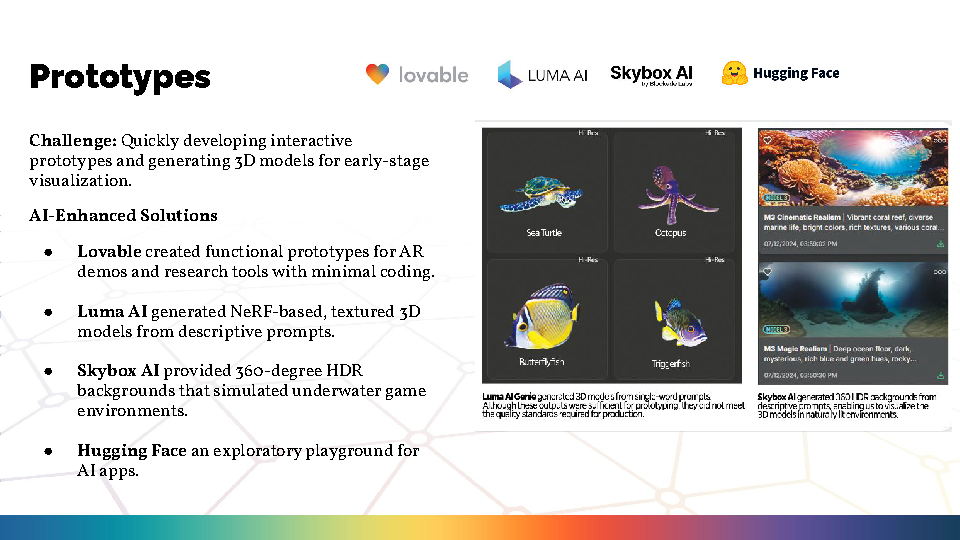 Prototypes
lovable
LUMA AI
Skybox AI
by Blockade Labs
Hugging Face
Challenge: Quickly developing interactive
prototypes and generating 3D models for early-stage
visualization.
AI-Enhanced Solutions
● Lovable created functional prototypes for AR
demos and research tools with minimal coding.
● Luma AI generated NeRF-based, textured 3D
models from descriptive prompts.
● Skybox AI provided 360-degree HDR
backgrounds that simulated underwater game
environments.
● Hugging Face an exploratory playground for
AI apps.
Hi-Res
Sea Turtle
Hi-Res
Octopus
Hi-Res
Butterflyfish
Hi-Res
Triggerfish
Luma AI Genie generated 3D models from single-word prompts.
Although these outputs were sufficient for prototyping, they did not meet
the quality standards required for production.
MODEL 3
M3 Cinematic Realism | Vibrant coral reef, diverse
marine life, bright colors, rich textures, various coral...
07/12/2024, 03:59:02 PM
MODEL 3
M3 Magic Realism | Deep ocean floor, dark,
mysterious, rich blue and green hues, rocky...
07/12/2024, 03:50:30 PM
Skybox AI generated 360 HDR backgrounds from
descriptive prompts, enabling us to visualize the
3D models in naturally lit environments.